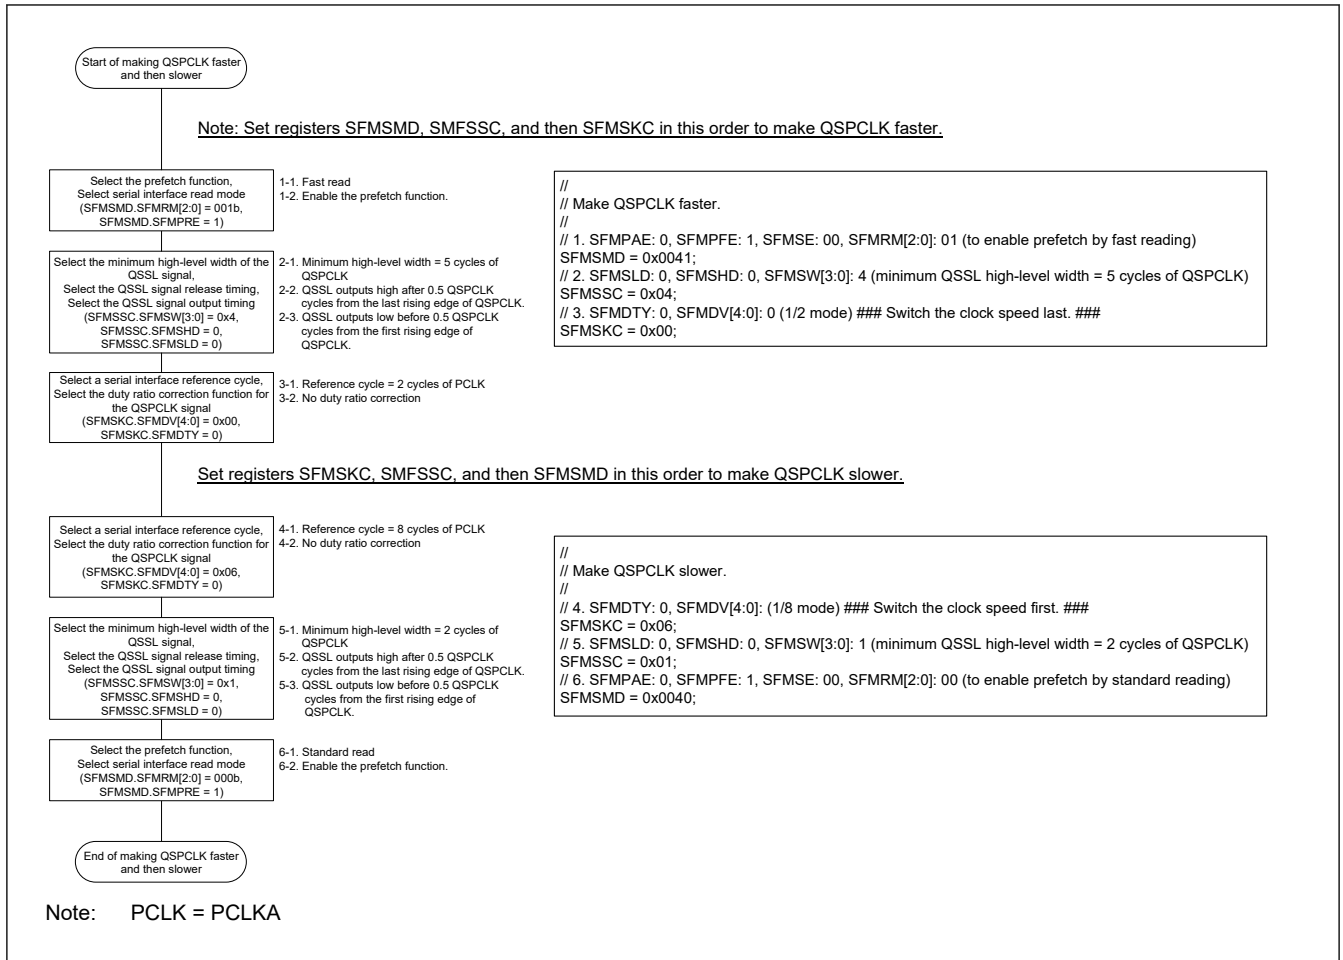 Start of making QSPCLK faster
and then slower
Note: Set registers SFMSMD, SMFSSC, and then SFMSKC in this order to make QSPCLK faster.
Select the prefetch function,
Select serial interface read mode
(SFMSMD.SFMRM[2:0] = 001b,
SFMSMD.SFMPRE = 1)
1-1. Fast read
1-2. Enable the prefetch function.
Select the minimum high-level width of the
QSSL signal,
Select the QSSL signal release timing,
Select the QSSL signal output timing
(SFMSSC.SFMSW[3:0] = 0x4,
SFMSSC.SFMSHD = 0,
SFMSSC.SFMSLD = 0)
2-1. Minimum high-level width = 5 cycles of
QSPCLK
2-2. QSSL outputs high after 0.5 QSPCLK
cycles from the last rising edge of QSPCLK.
2-3. QSSL outputs low before 0.5 QSPCLK
cycles from the first rising edge of
QSPCLK.
Select a serial interface reference cycle,
Select the duty ratio correction function for
the QSPCLK signal
(SFMSKC.SFMDV[4:0] = 0x00,
SFMSKC.SFMDTY = 0)
3-1. Reference cycle = 2 cycles of PCLK
3-2. No duty ratio correction
//
// Make QSPCLK faster.
//
// 1. SFMPAE: 0, SFMPFE: 1, SFMSE: 00, SFMRM[2:0]: 01 (to enable prefetch by fast reading)
SFMSMD = 0x0041;
// 2. SFMSLD: 0, SFMSHD: 0, SFMSW[3:0]: 4 (minimum QSSL high-level width = 5 cycles of QSPCLK)
SFMSSC = 0x04;
// 3. SFMDTY: 0, SFMDV[4:0]: 0 (1/2 mode) ### Switch the clock speed last. ###
SFMSKC = 0x00;
Set registers SFMSKC, SMFSSC, and then SFMSMD in this order to make QSPCLK slower.
Select a serial interface reference cycle,
Select the duty ratio correction function for
the QSPCLK signal
(SFMSKC.SFMDV[4:0] = 0x06,
SFMSKC.SFMDTY = 0)
4-1. Reference cycle = 8 cycles of PCLK
4-2. No duty ratio correction
Select the minimum high-level width of the
QSSL signal,
Select the QSSL signal release timing,
Select the QSSL signal output timing
(SFMSSC.SFMSW[3:0] = 0x1,
SFMSSC.SFMSHD = 0,
SFMSSC.SFMSLD = 0)
5-1. Minimum high-level width = 2 cycles of
QSPCLK
5-2. QSSL outputs high after 0.5 QSPCLK
cycles from the last rising edge of QSPCLK.
5-3. QSSL outputs low before 0.5 QSPCLK
cycles from the first rising edge of
QSPCLK.
Select the prefetch function,
Select serial interface read mode
(SFMSMD.SFMRM[2:0] = 000b,
SFMSMD.SFMPRE = 1)
6-1. Standard read
6-2. Enable the prefetch function.
//
// Make QSPCLK slower.
//
// 4. SFMDTY: 0, SFMDV[4:0]: (1/8 mode) ### Switch the clock speed first. ###
SFMSKC = 0x06;
// 5. SFMSLD: 0, SFMSHD: 0, SFMSW[3:0]: 1 (minimum QSSL high-level width = 2 cycles of QSPCLK)
SFMSSC = 0x01;
// 6. SFMPAE: 0, SFMPFE: 1, SFMSE: 00, SFMRM[2:0]: 00 (to enable prefetch by standard reading)
SFMSMD = 0x0040;
End of making QSPCLK faster
and then slower
Note: PCLK = PCLKA